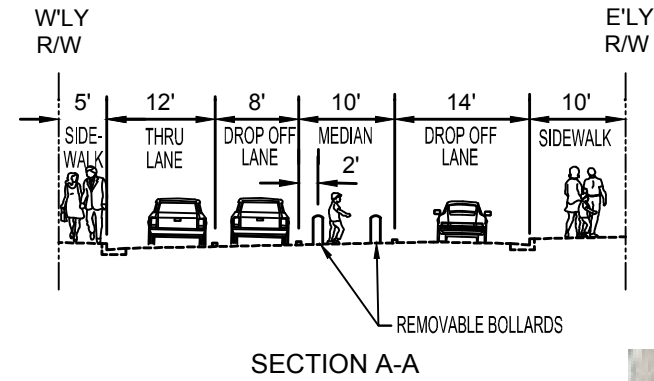 W'LY
R/W
E'LY
R/W
5' 12' 8' 10' 14' 10'
SIDE-
WALK
THRU
LANE
DROP OFF
LANE
MEDIAN
DROP OFF
LANE
SIDEWALK
2'
REMOVABLE BOLLARDS
SECTION A-A